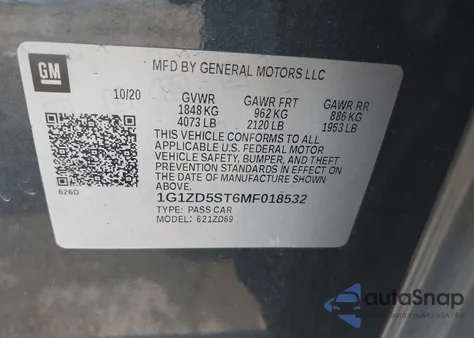 GM
MFD BY GENERAL MOTORS LLC
10/20 GVWR GAWR FRT GAWR RR
1848 KG 962 KG 886 KG
4073 LB 2120 LB 1953 LB
THIS VEHICLE CONFORMS TO ALL
APPLICABLE U.S. FEDERAL MOTOR
VEHICLE SAFETY, BUMPER, AND THEFT
PREVENTION STANDARDS IN EFFECT ON
THE DATE OF MANUFACTURE SHOWN
ABOVE.
626D
1G1ZD5ST6MF018532
TYPE: PASS CAR
MODEL: 621ZD69
autoSnap